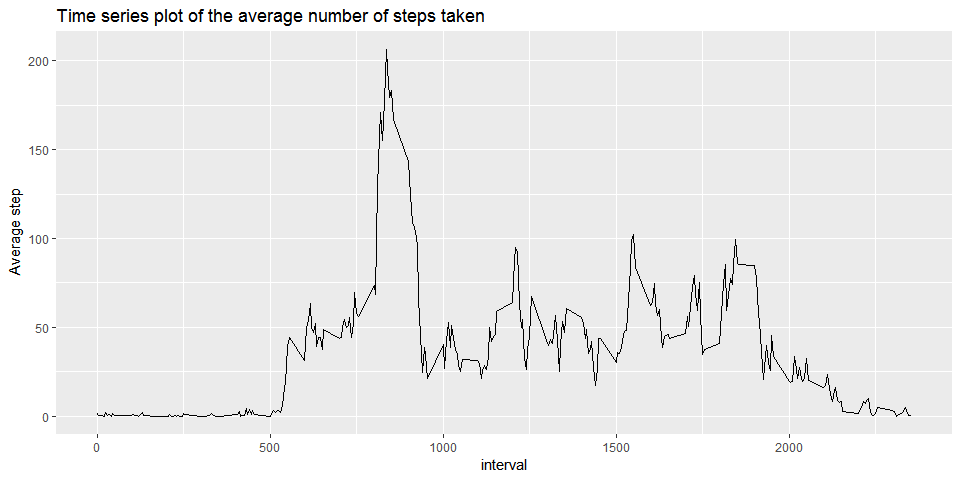 Time series plot of the average number of steps taken
200
150
100
50
0
Average step
0 500 1000 1500 2000
interval